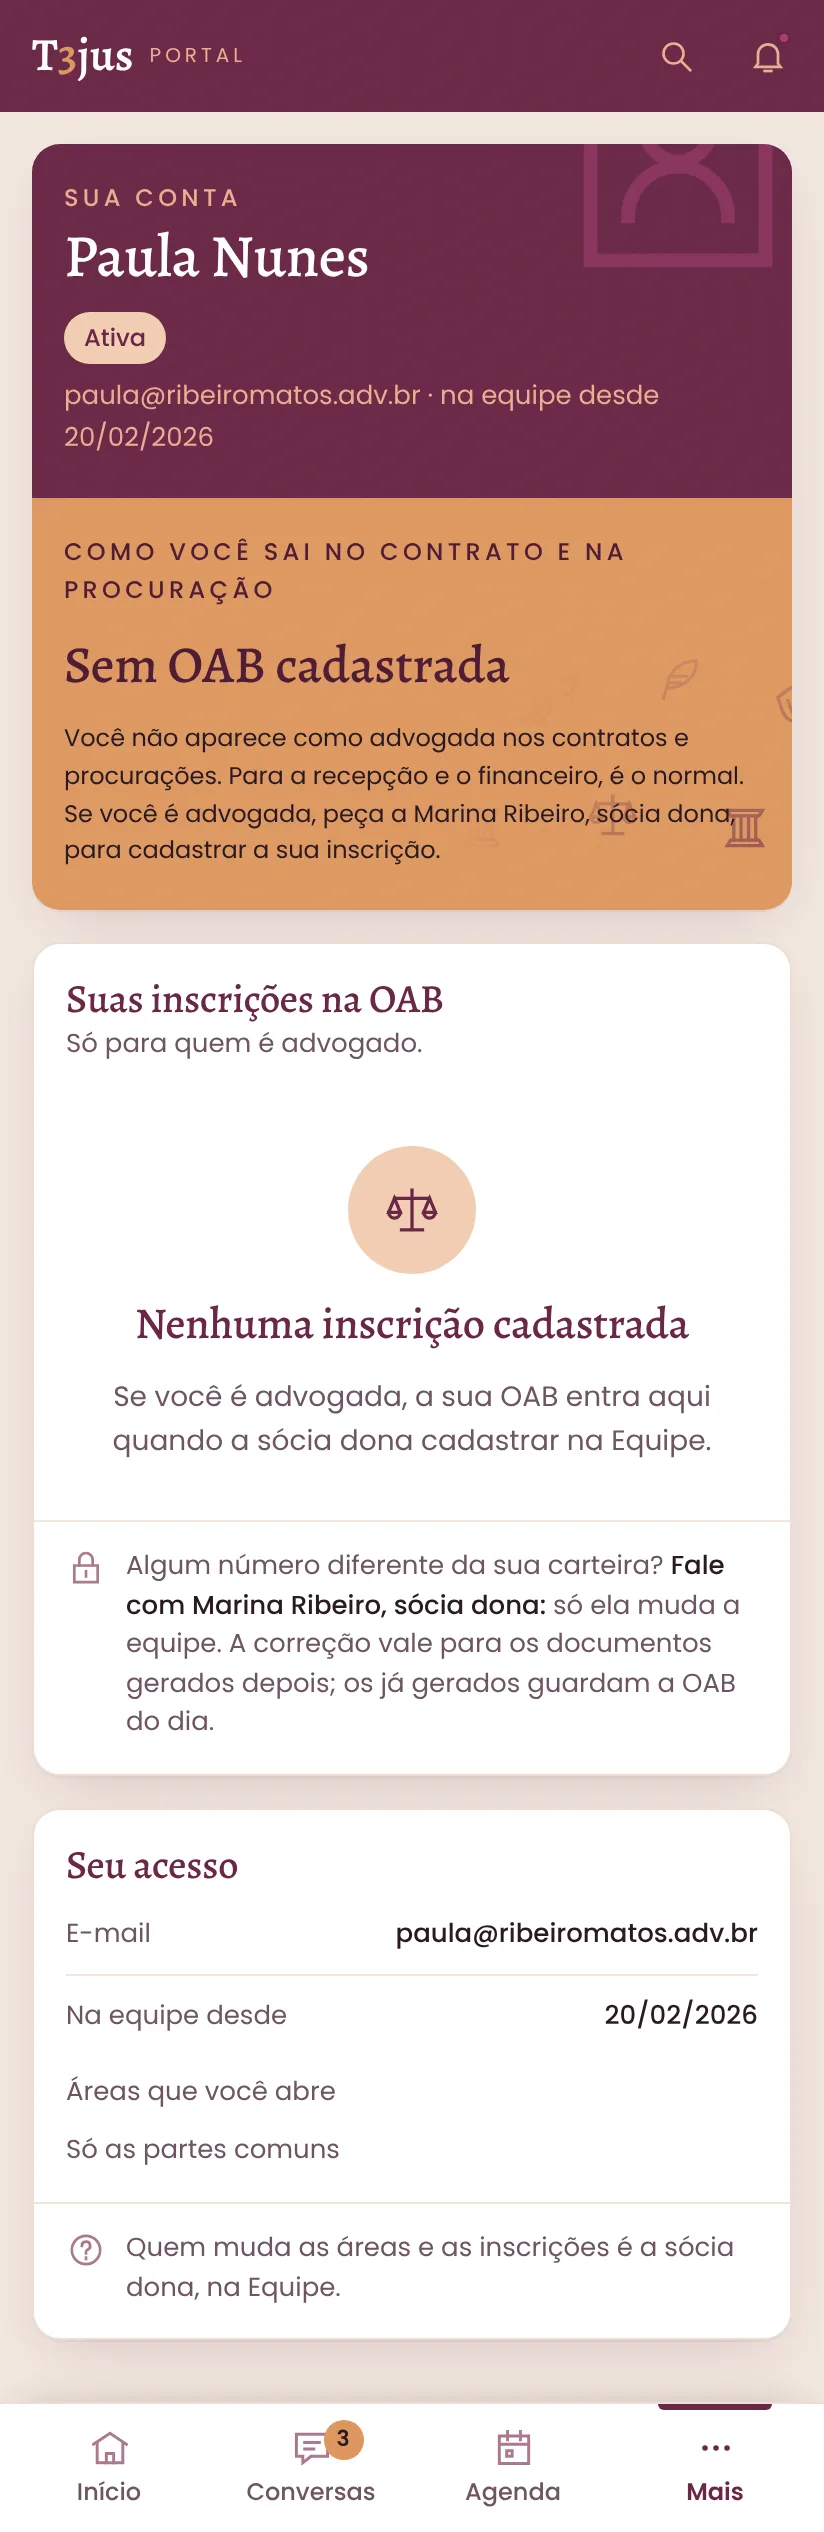 T3jus PORTAL
SUA CONTA
Paula Nunes
Ativa
paula@ribeiromatos.adv.br · na equipe desde
20/02/2026
COMO VOCÊ SAI NO CONTRATO E NA
PROCURAÇÃO
Sem OAB cadastrada
Você não aparece como advogada nos contratos e
procurações. Para a recepção e o financeiro, é o normal.
Se você é advogada, peça a Marina Ribeiro, sócia dona,
para cadastrar a sua inscrição.
Suas inscrições na OAB
Só para quem é advogado.
Nenhuma inscrição cadastrada
Se você é advogada, a sua OAB entra aqui
quando a sócia dona cadastrar na Equipe.
Algum número diferente da sua carteira? Fale
com Marina Ribeiro, sócia dona: só ela muda a
equipe. A correção vale para os documentos
gerados depois; os já gerados guardam a OAB
do dia.
Seu acesso
E-mail paula@ribeiromatos.adv.br
Na equipe desde 20/02/2026
Áreas que você abre
Só as partes comuns
Quem muda as áreas e as inscrições é a sócia
dona, na Equipe.
3
Início Conversas Agenda Mais